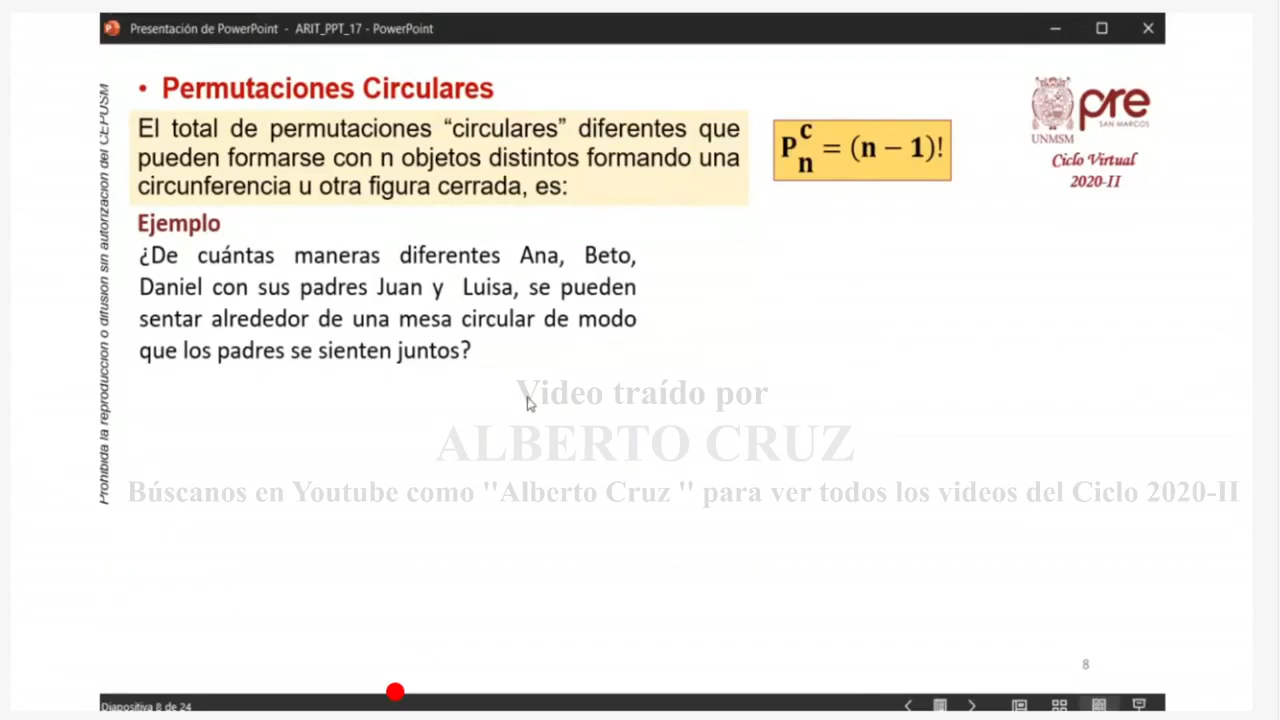 Presentación de PowerPoint - ARIT_PPT_17 - PowerPoint
• Permutaciones Circulares
El total de permutaciones “circulares” diferentes que
pueden formarse con n objetos distintos formando una
circunferencia u otra figura cerrada, es:
P_n^c = (n − 1)!
UNMSM
pre
SAN MARCOS
Ciclo Virtual
2020-II
Ejemplo
¿De cuántas maneras diferentes Ana, Beto,
Daniel con sus padres Juan y Luisa, se pueden
sentar alrededor de una mesa circular de modo
que los padres se sienten juntos?
Prohibida la reproduccion o difusion sin autorizacion del CEPUSM
Video traído por
ALBERTO CRUZ
Búscanos en Youtube como "Alberto Cruz " para ver todos los videos del Ciclo 2020-II
8
Diapositiva 8 de 24